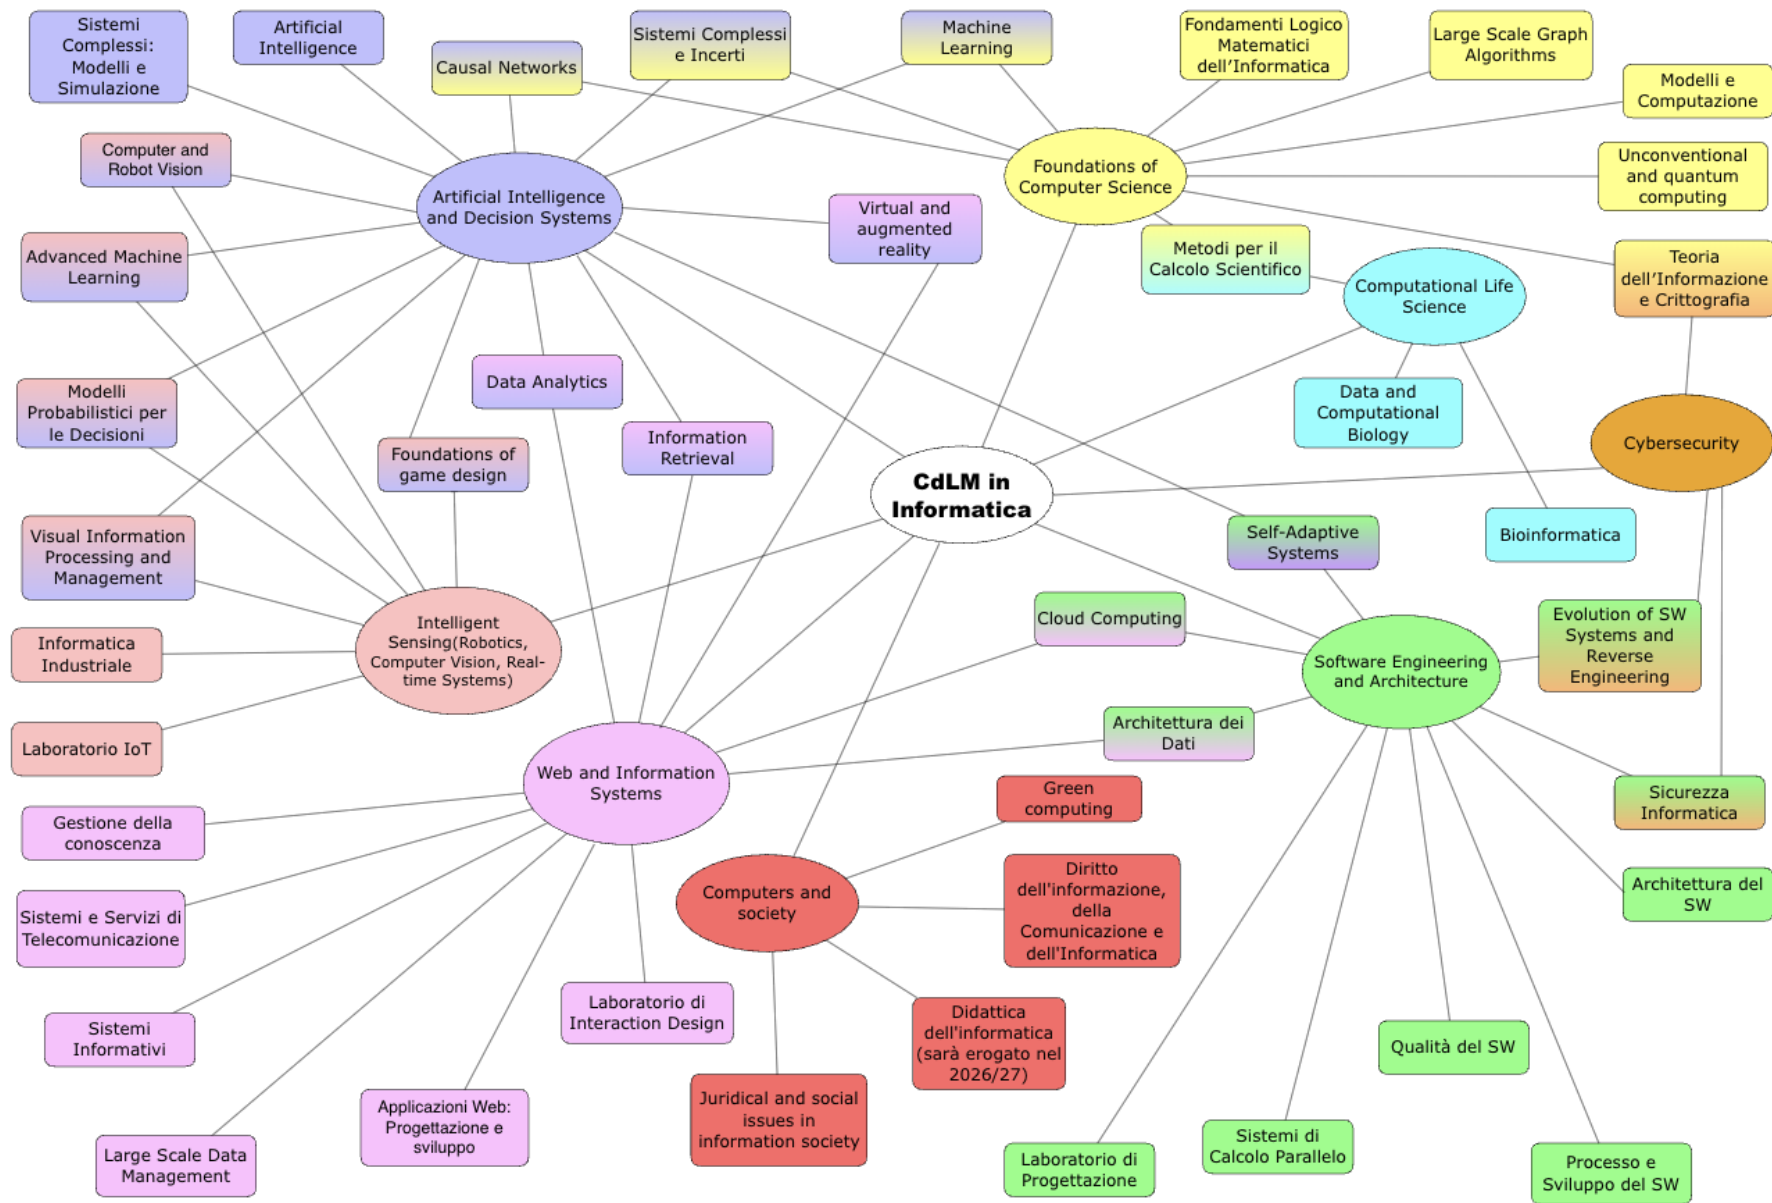 Sistemi
Complessi:
Modelli e
Simulazione
Artificial
Intelligence
Causal Networks
Sistemi Complessi
e Incerti
Machine
Learning
Fondamenti Logico
Matematici
dell’Informatica
Large Scale Graph
Algorithms
Modelli e
Computazione
Computer and
Robot Vision
Artificial Intelligence
and Decision Systems
Foundations of
Computer Science
Unconventional
and quantum
computing
Virtual and
augmented
reality
Advanced Machine
Learning
Metodi per il
Calcolo Scientifico
Computational Life
Science
Teoria
dell’Informazione
e Crittografia
Modelli
Probabilistici per
le Decisioni
Data Analytics
Foundations of
game design
Information
Retrieval
Data and
Computational
Biology
Cybersecurity
CdLM in
Informatica
Visual Information
Processing and
Management
Self-Adaptive
Systems
Bioinformatica
Informatica
Industriale
Intelligent
Sensing(Robotics,
Computer Vision, Real-
time Systems)
Cloud Computing
Software Engineering
and Architecture
Evolution of SW
Systems and
Reverse
Engineering
Laboratorio IoT
Web and Information
Systems
Architettura dei
Dati
Green
computing
Sicurezza
Informatica
Gestione della
conoscenza
Sistemi e Servizi di
Telecomunicazione
Computers and
society
Diritto
dell'informazione,
della
Comunicazione e
dell'Informatica
Architettura del
SW
Sistemi
Informativi
Laboratorio di
Interaction Design
Didattica
dell'informatica
(sarà erogato nel
2026/27)
Qualità del SW
Large Scale Data
Management
Applicazioni Web:
Progettazione e
sviluppo
Juridical and social
issues in
information society
Laboratorio di
Progettazione
Sistemi di
Calcolo Parallelo
Processo e
Sviluppo del SW